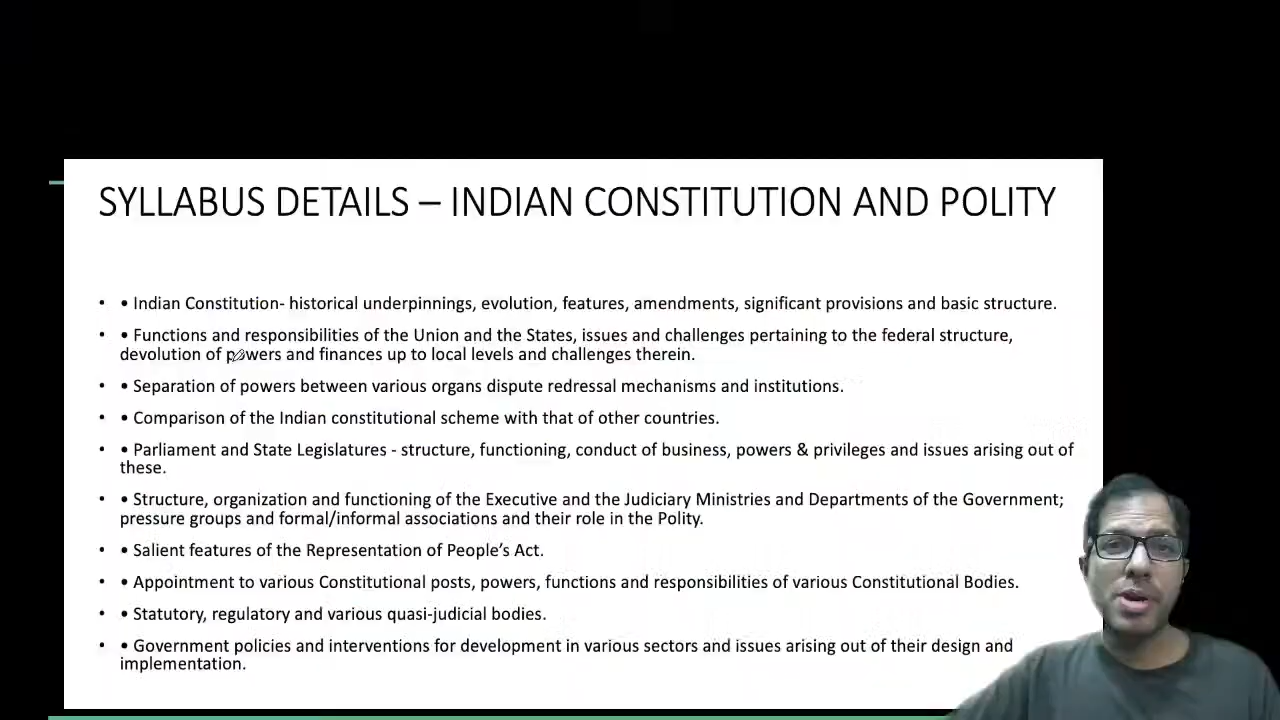 SYLLABUS DETAILS – INDIAN CONSTITUTION AND POLITY
• • Indian Constitution- historical underpinnings, evolution, features, amendments, significant provisions and basic structure.
• • Functions and responsibilities of the Union and the States, issues and challenges pertaining to the federal structure,
devolution of powers and finances up to local levels and challenges therein.
• • Separation of powers between various organs dispute redressal mechanisms and institutions.
• • Comparison of the Indian constitutional scheme with that of other countries.
• • Parliament and State Legislatures - structure, functioning, conduct of business, powers & privileges and issues arising out of
these.
• • Structure, organization and functioning of the Executive and the Judiciary Ministries and Departments of the Government;
pressure groups and formal/informal associations and their role in the Polity.
• • Salient features of the Representation of People’s Act.
• • Appointment to various Constitutional posts, powers, functions and responsibilities of various Constitutional Bodies.
• • Statutory, regulatory and various quasi-judicial bodies.
• • Government policies and interventions for development in various sectors and issues arising out of their design and
implementation.